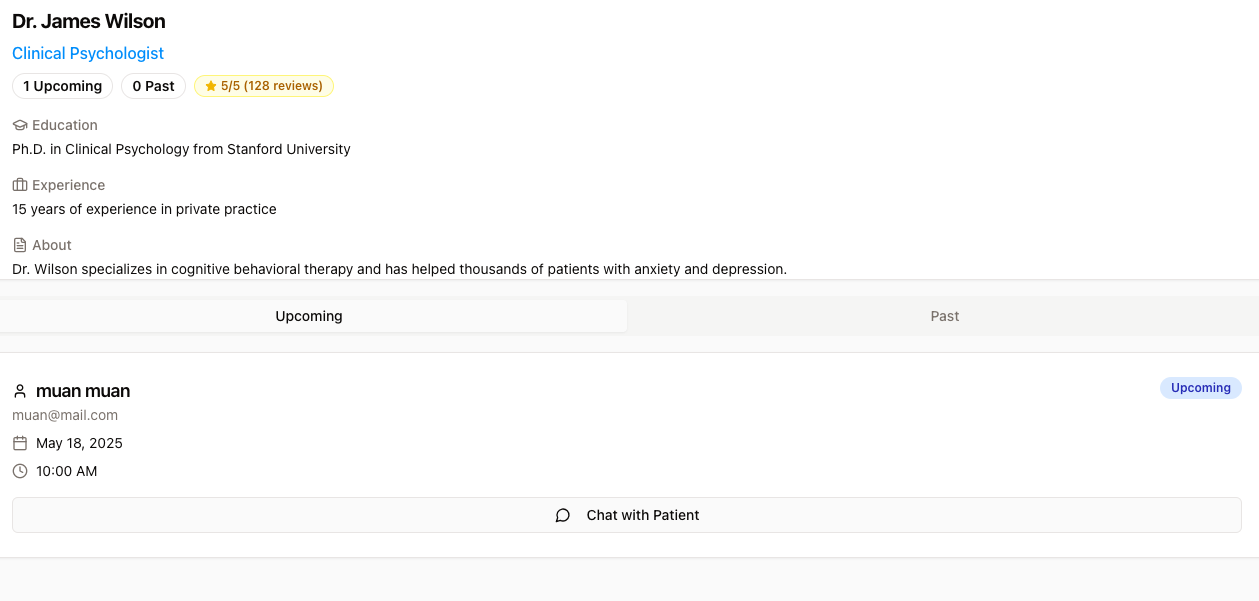 Dr. James Wilson
Clinical Psychologist
1 Upcoming 0 Past 5/5 (128 reviews)
Education
Ph.D. in Clinical Psychology from Stanford University
Experience
15 years of experience in private practice
About
Dr. Wilson specializes in cognitive behavioral therapy and has helped thousands of patients with anxiety and depression.
Upcoming Past
muan muan Upcoming
muan@mail.com
May 18, 2025
10:00 AM
Chat with Patient